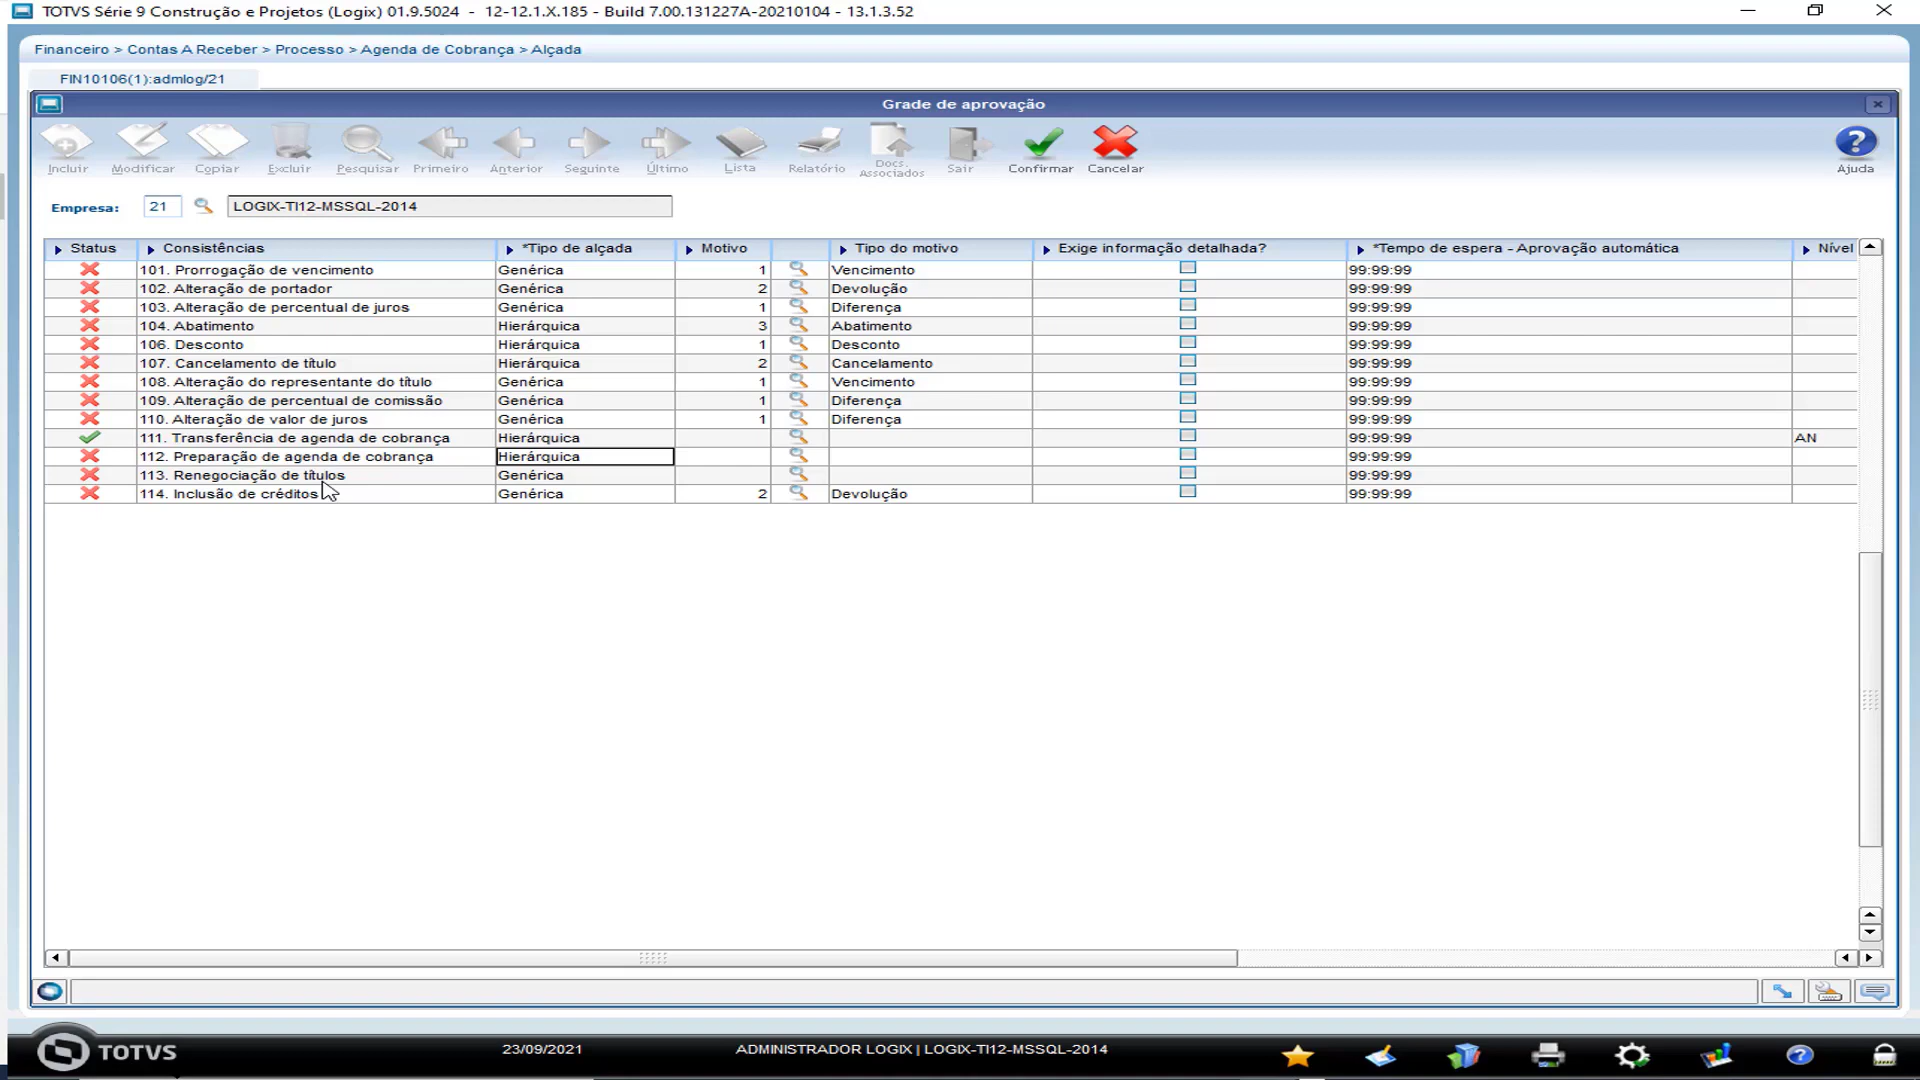 TOTVS Série 9 Construção e Projetos (Logix) 01.9.5024 - 12-12.1.X.185 - Build 7.00.131227A-20210104 - 13.1.3.52
Financeiro > Contas A Receber > Processo > Agenda de Cobrança > Alçada
FIN10106(1):admlog/21
Grade de aprovação
Incluir Modificar Copiar Excluir Pesquisar Primeiro Anterior Seguinte Último Lista Relatório Docs. Associados Sair Confirmar Cancelar Ajuda
Empresa: 21 LOGIX-TI12-MSSQL-2014
Status Consistências *Tipo de alçada Motivo Tipo do motivo Exige informação detalhada? *Tempo de espera - Aprovação automática Nível
101. Prorrogação de vencimento Genérica 1 Vencimento 99:99:99
102. Alteração de portador Genérica 2 Devolução 99:99:99
103. Alteração de percentual de juros Genérica 1 Diferença 99:99:99
104. Abatimento Hierárquica 3 Abatimento 99:99:99
106. Desconto Hierárquica 1 Desconto 99:99:99
107. Cancelamento de título Hierárquica 2 Cancelamento 99:99:99
108. Alteração do representante do título Genérica 1 Vencimento 99:99:99
109. Alteração de percentual de comissão Genérica 1 Diferença 99:99:99
110. Alteração de valor de juros Genérica 1 Diferença 99:99:99
111. Transferência de agenda de cobrança Hierárquica 99:99:99 AN
112. Preparação de agenda de cobrança Hierárquica 99:99:99
113. Renegociação de títulos Genérica 99:99:99
114. Inclusão de créditos Genérica 2 Devolução 99:99:99
TOTVS 23/09/2021 ADMINISTRADOR LOGIX | LOGIX-TI12-MSSQL-2014